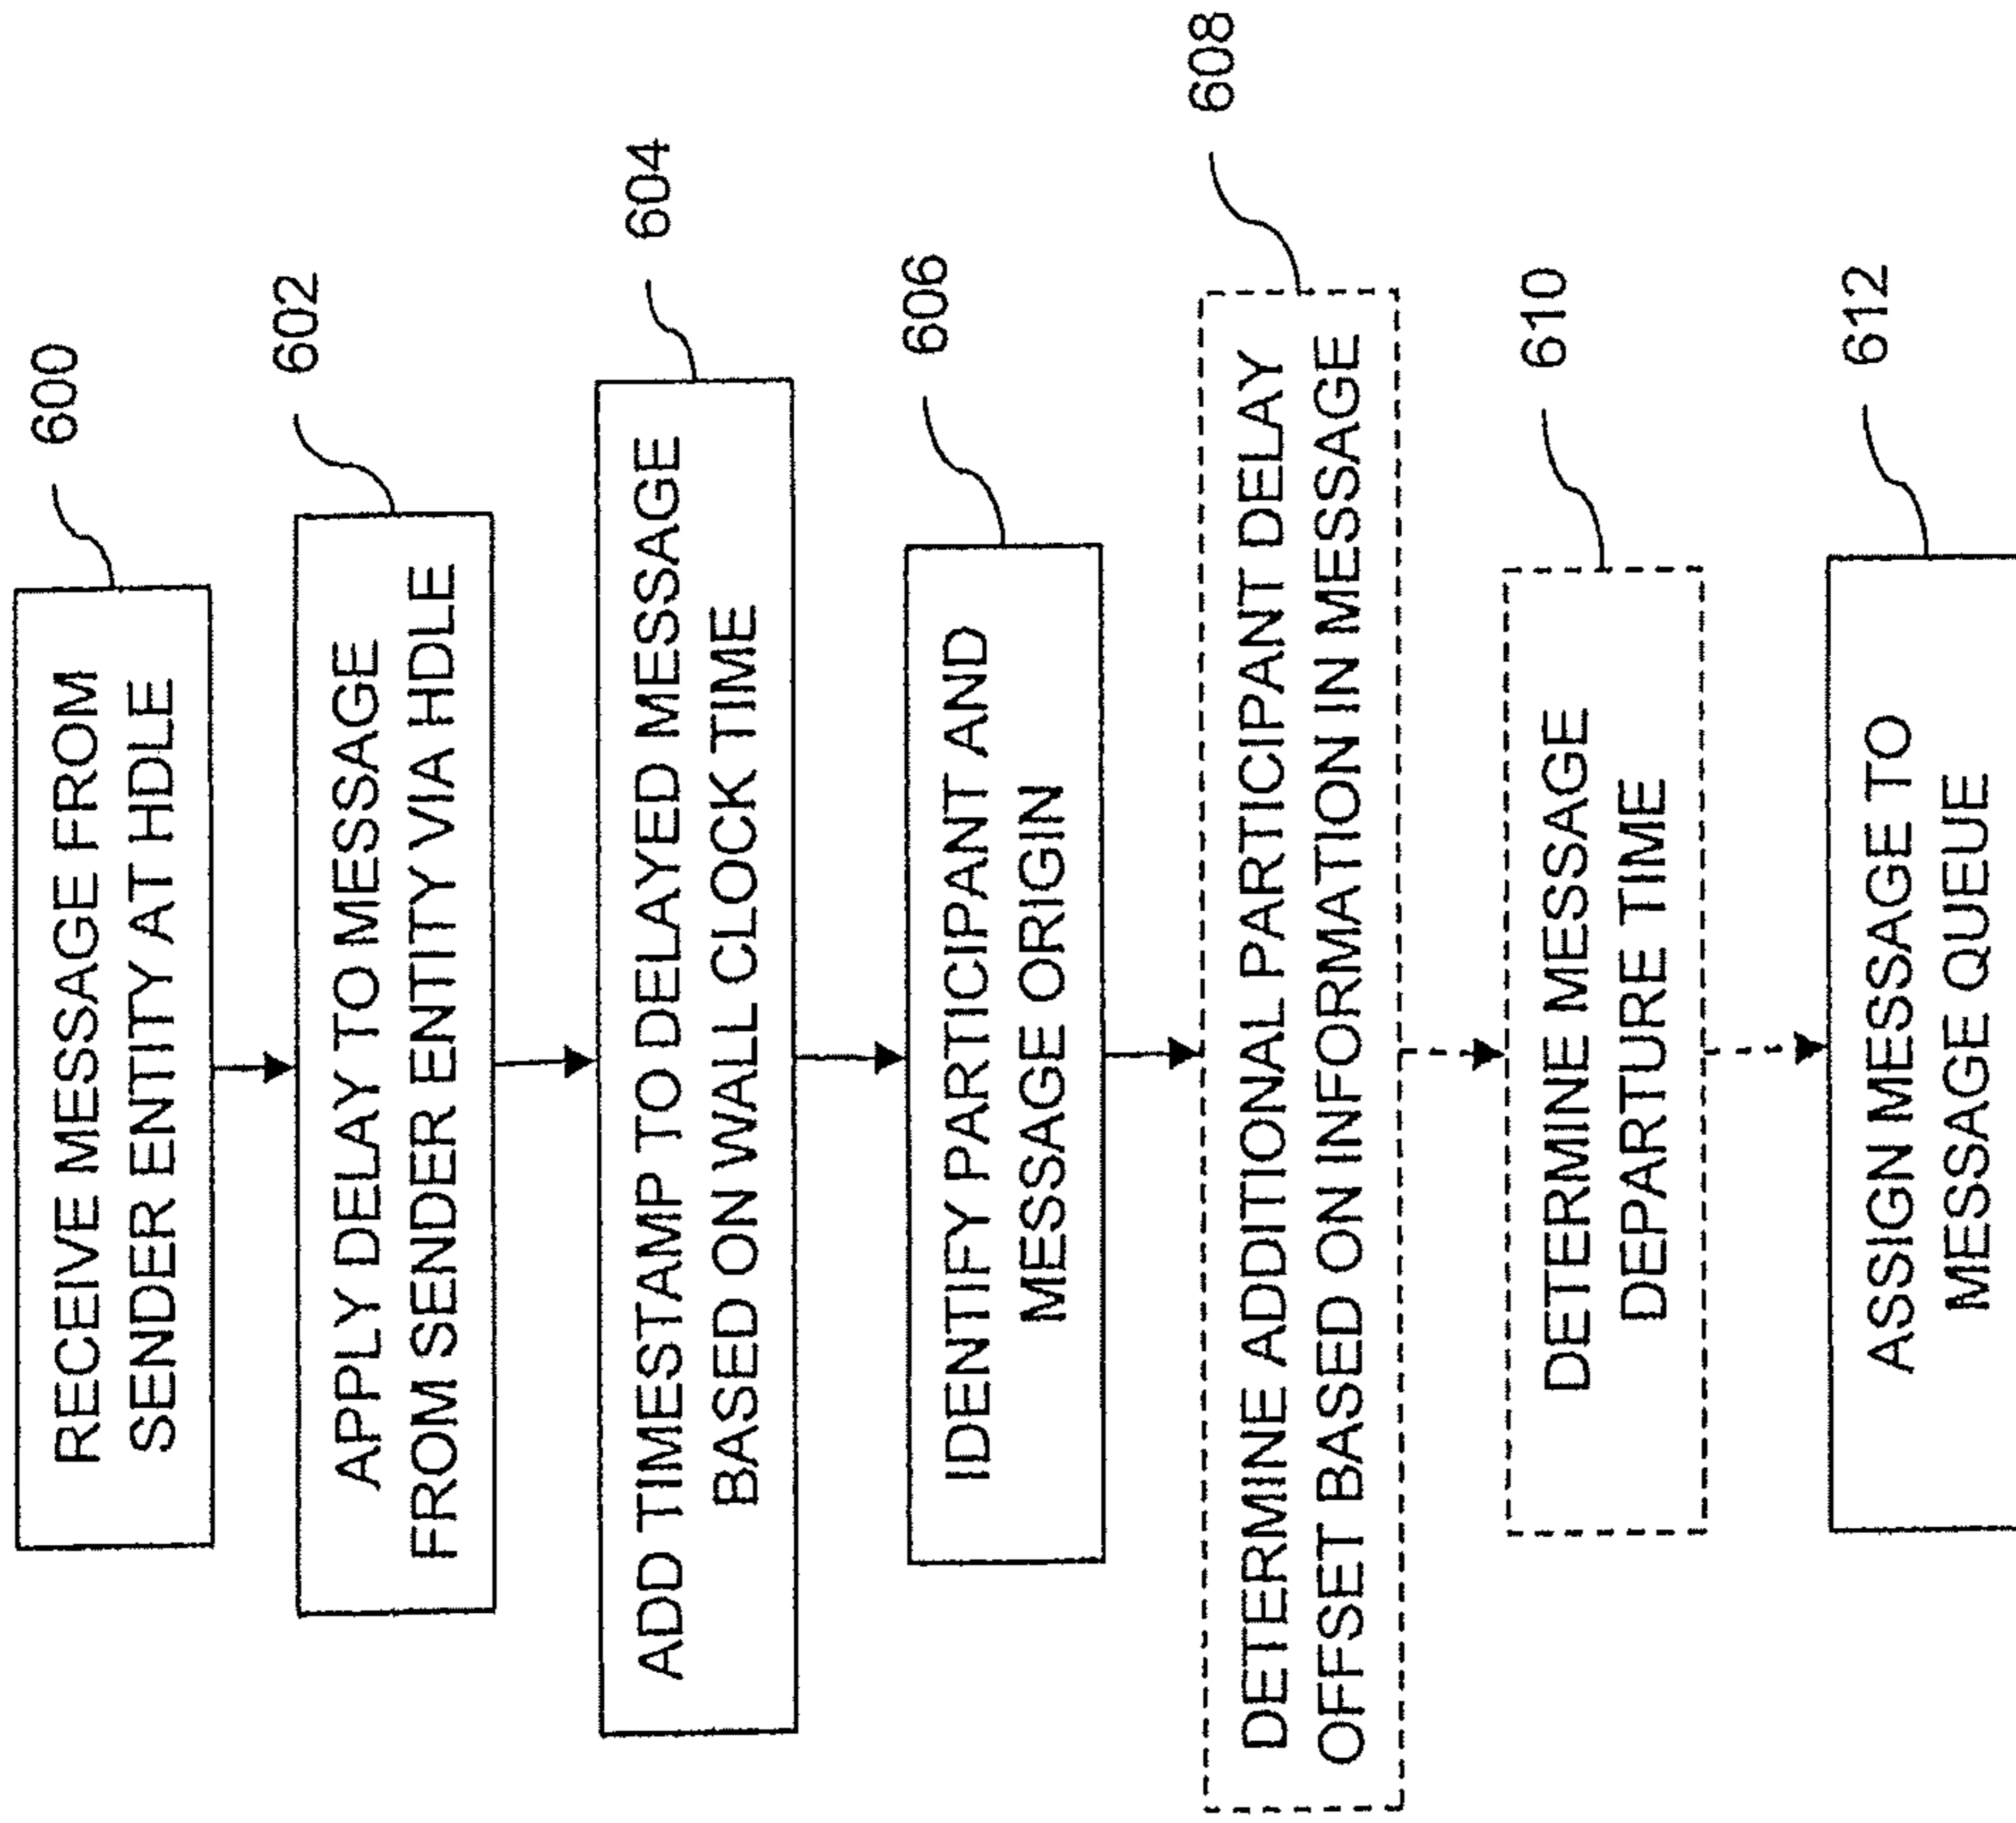 RECEIVE MESSAGE FROM
SENDER ENTITY AT HDLE
600
APPLY DELAY TO MESSAGE
FROM SENDER ENTITY VIA HDLE
602
ADD TIMESTAMP TO DELAYED MESSAGE
BASED ON WALL CLOCK TIME
604
IDENTIFY PARTICIPANT AND
MESSAGE ORIGIN
606
DETERMINE ADDITIONAL PARTICIPANT DELAY
OFFSET BASED ON INFORMATION IN MESSAGE
608
DETERMINE MESSAGE
DEPARTURE TIME
610
ASSIGN MESSAGE TO
MESSAGE QUEUE
612